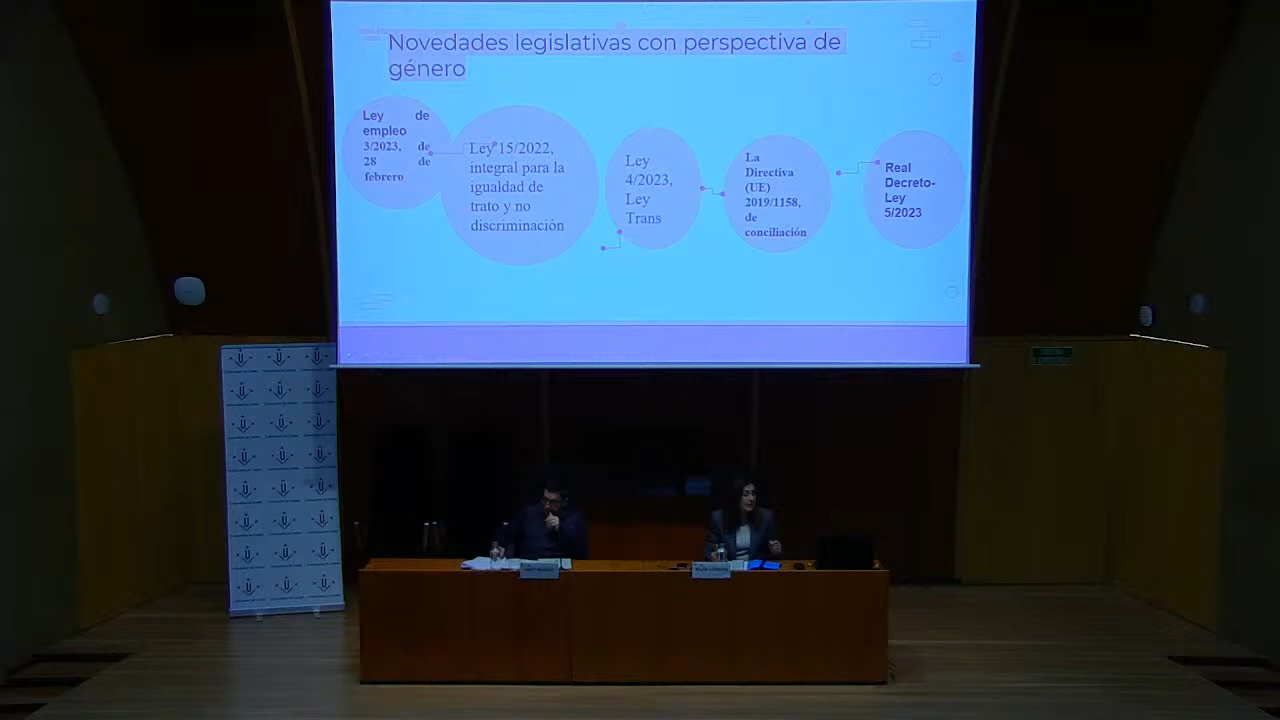 Novedades legislativas con perspectiva de
género
Ley de
empleo
3/2023, de
28 de
febrero
Ley 15/2022,
integral para la
igualdad de
trato y no
discriminación
Ley
4/2023,
Ley
Trans
La
Directiva
(UE)
2019/1158,
de
conciliación
Real
Decreto-
Ley
5/2023